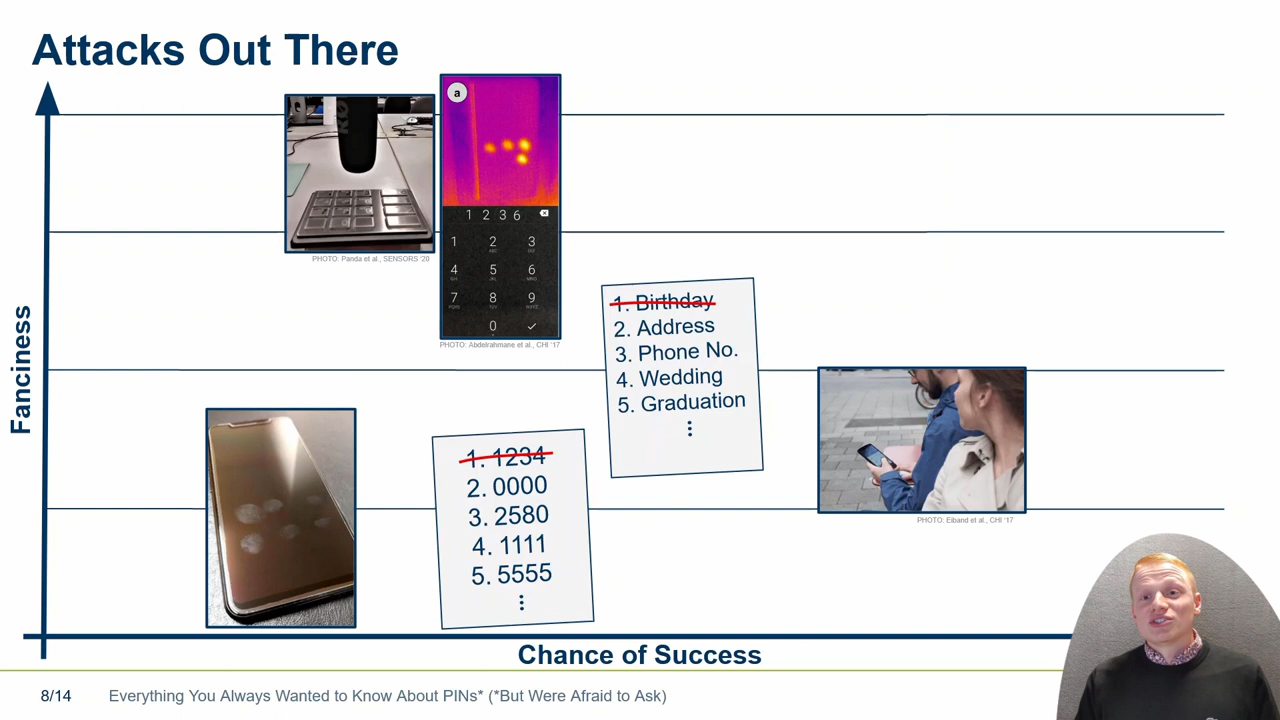 Attacks Out There
a
1 2 3 6
1 2 3
4 5 6
7 8 9
0
PHOTO: Panda et al., SENSORS '20
PHOTO: Abdelrahmane et al., CHI '17
1. Birthday
2. Address
3. Phone No.
4. Wedding
5. Graduation
⋮
1. 1234
2. 0000
3. 2580
4. 1111
5. 5555
⋮
PHOTO: Eiband et al., CHI '17
Fanciness
Chance of Success
8/14 Everything You Always Wanted to Know About PINs* (*But Were Afraid to Ask)